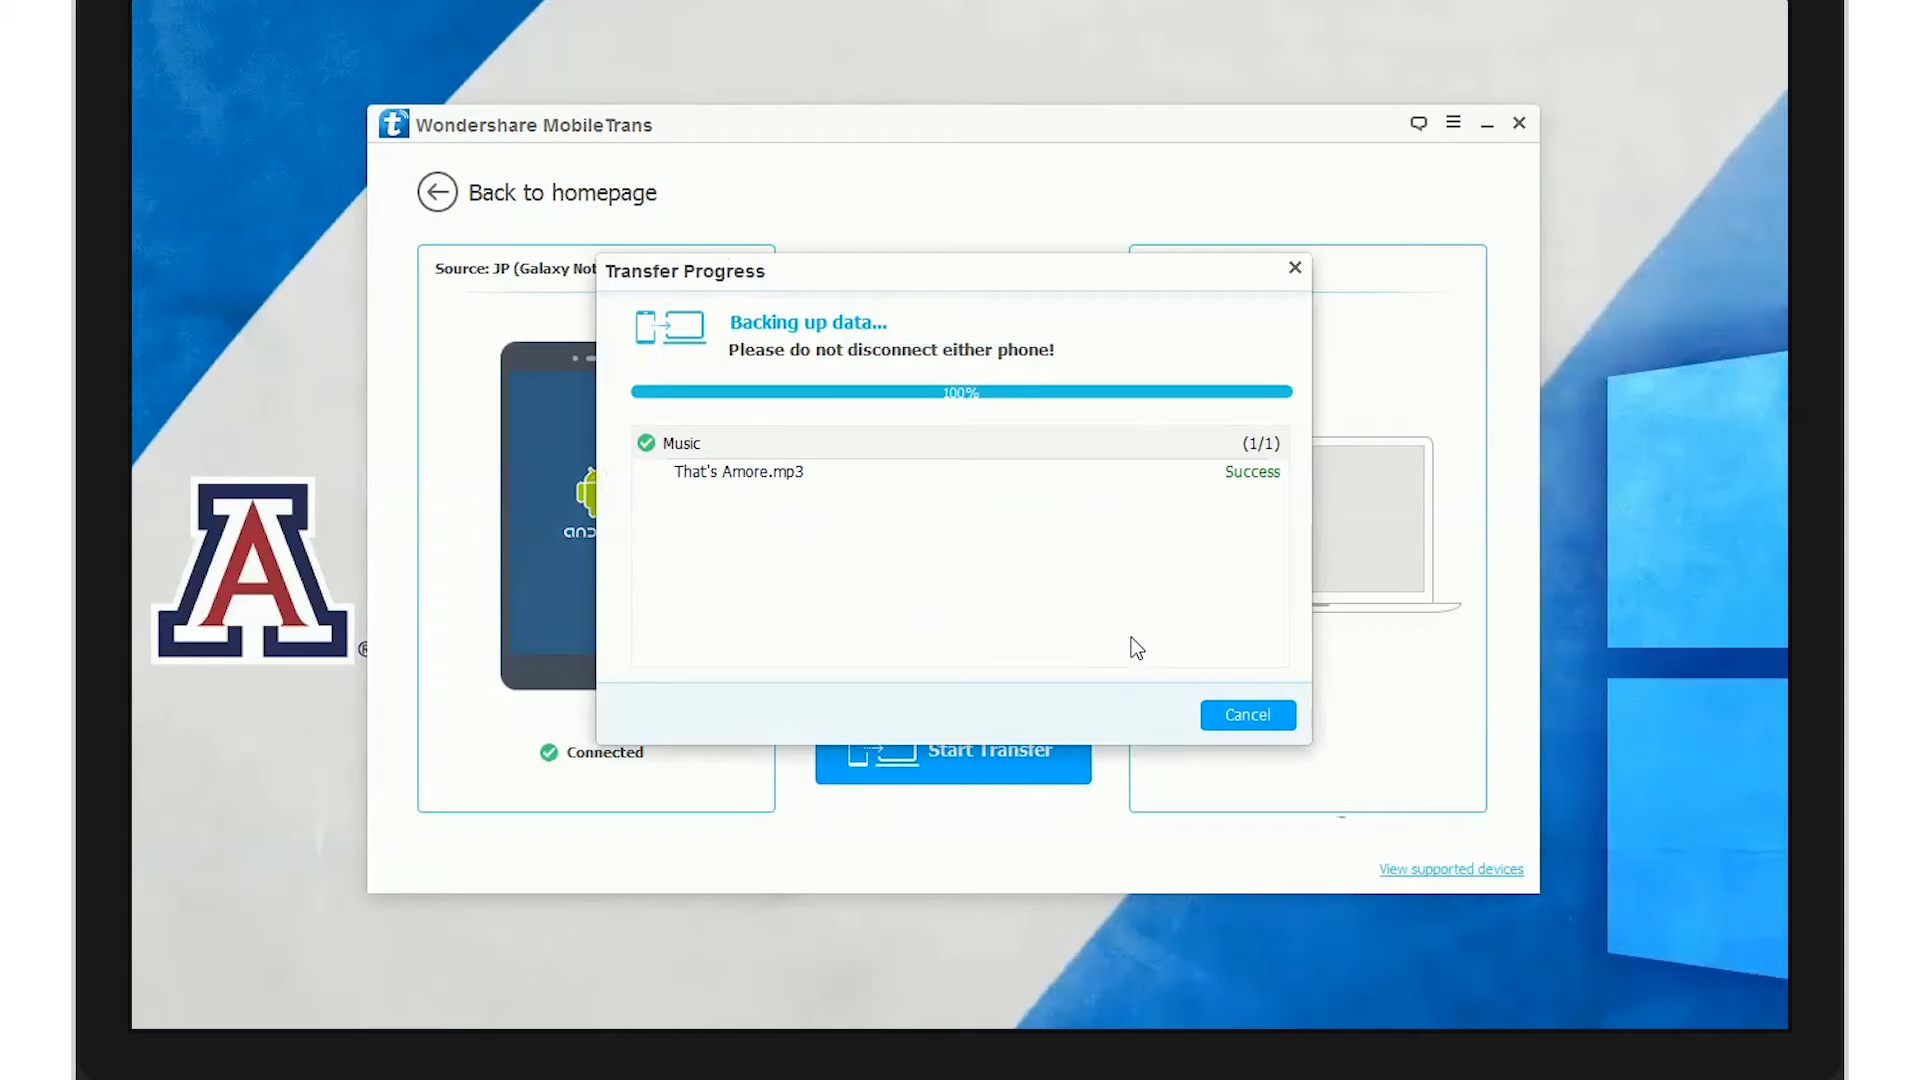 Wondershare MobileTrans
Back to homepage
Source: JP (Galaxy Not
Transfer Progress
Backing up data...
Please do not disconnect either phone!
100%
Music (1/1)
That's Amore.mp3 Success
Cancel
Connected
Start Transfer
View supported devices
A
®